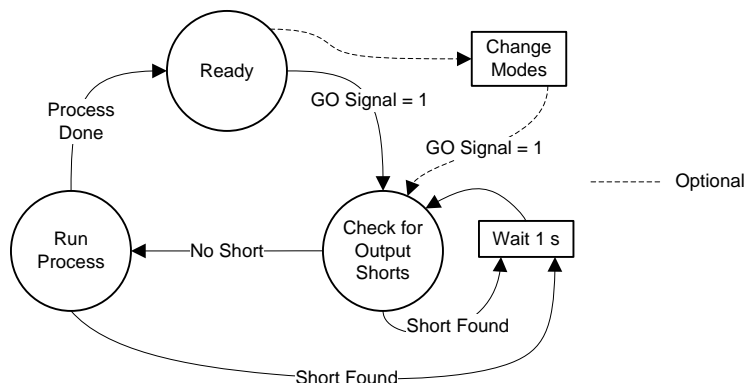 Ready
Change
Modes
GO Signal = 1
Process
Done
GO Signal = 1
Optional
Run
Process
No Short
Check for
Output
Shorts
Wait 1 s
Short Found
Short Found